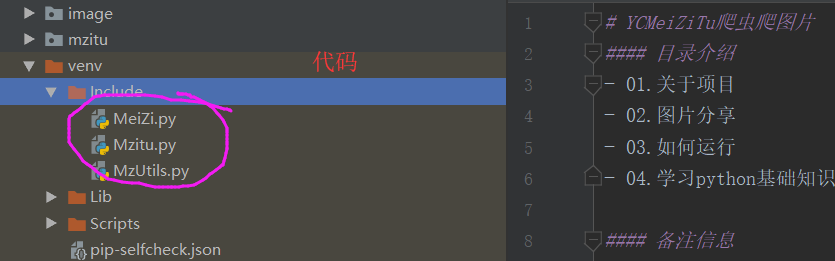 image
mzitu
venv
代码
Include
MeiZi.py
Mzitu.py
MzUtils.py
Lib
Scripts
pip-selfcheck.json
1 # YCMeiZiTu爬虫爬图片
2 #### 目录介绍
3 - 01.关于项目
4 - 02.图片分享
5 - 03.如何运行
6 - 04.学习python基础知识
7
8 #### 备注信息